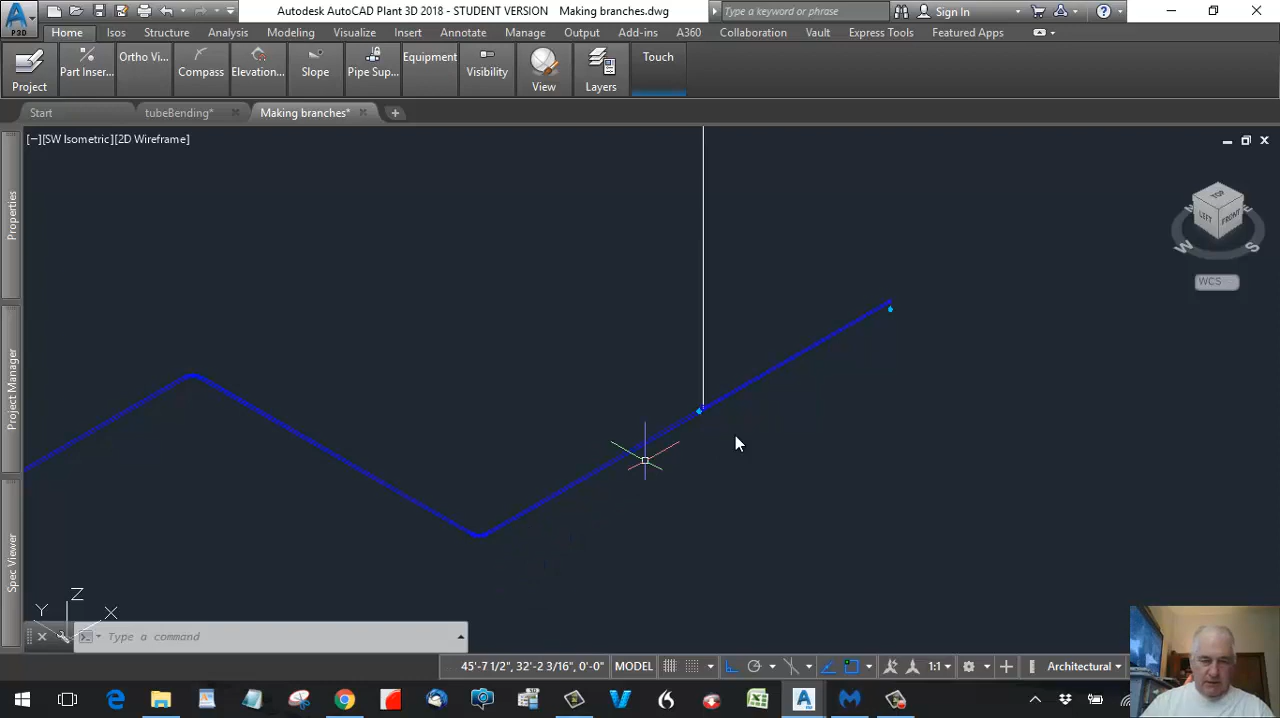 Autodesk AutoCAD Plant 3D 2018 - STUDENT VERSION Making branches.dwg
Type a keyword or phrase
Sign In
P3D
Home Isos Structure Analysis Modeling Visualize Insert Annotate Manage Output Add-ins A360 Collaboration Vault Express Tools Featured Apps
Project
Part Inser...
Ortho Vi...
Compass
Elevation...
Slope
Pipe Sup...
Equipment
Visibility
View
Layers
Touch
Start tubeBending* Making branches*
[−][SW Isometric][2D Wireframe]
Properties
Project Manager
Spec Viewer
TOP
LEFT FRONT
W S
WCS
Z
Y X
Type a command
45'-7 1/2", 32'-2 3/16", 0'-0" MODEL 1:1 Architectural